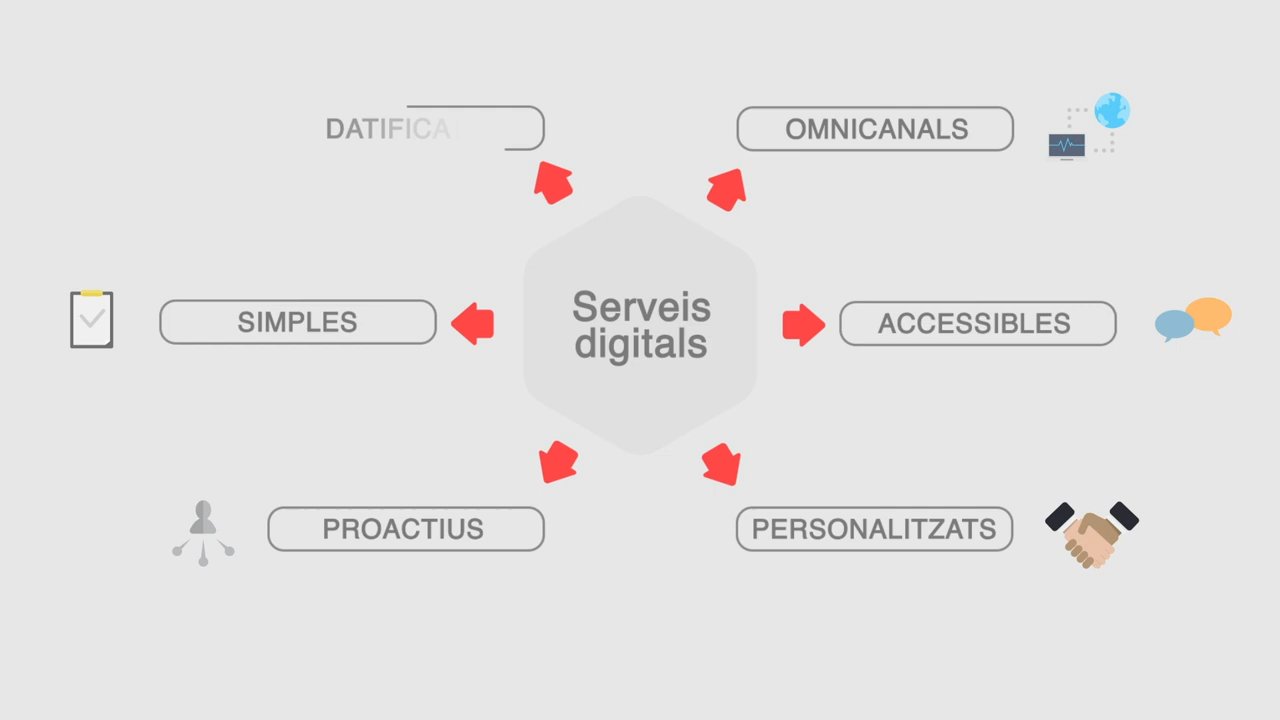 DATIFICA
OMNICANALS
SIMPLES
Serveis
digitals
ACCESSIBLES
PROACTIUS
PERSONALITZATS